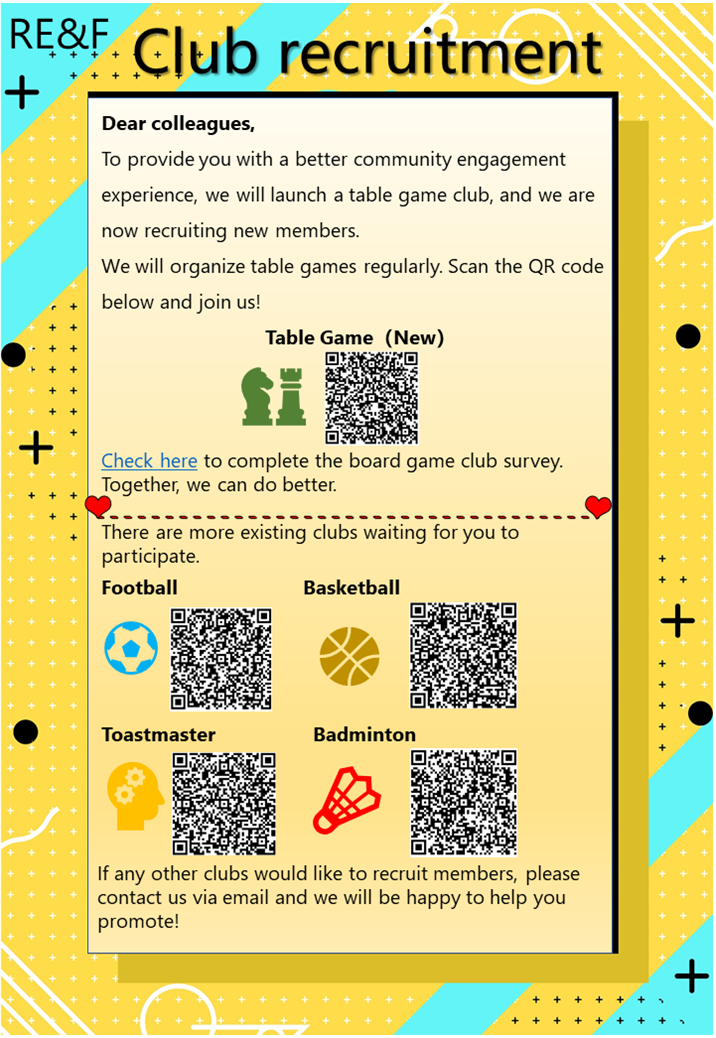 RE&F
Club recruitment
Dear colleagues,
To provide you with a better community engagement
experience, we will launch a table game club, and we are
now recruiting new members.
We will organize table games regularly. Scan the QR code
below and join us!
Table Game（New）
Check here to complete the board game club survey.
Together, we can do better.
There are more existing clubs waiting for you to
participate.
Football
Basketball
Toastmaster
Badminton
If any other clubs would like to recruit members, please
contact us via email and we will be happy to help you
promote!